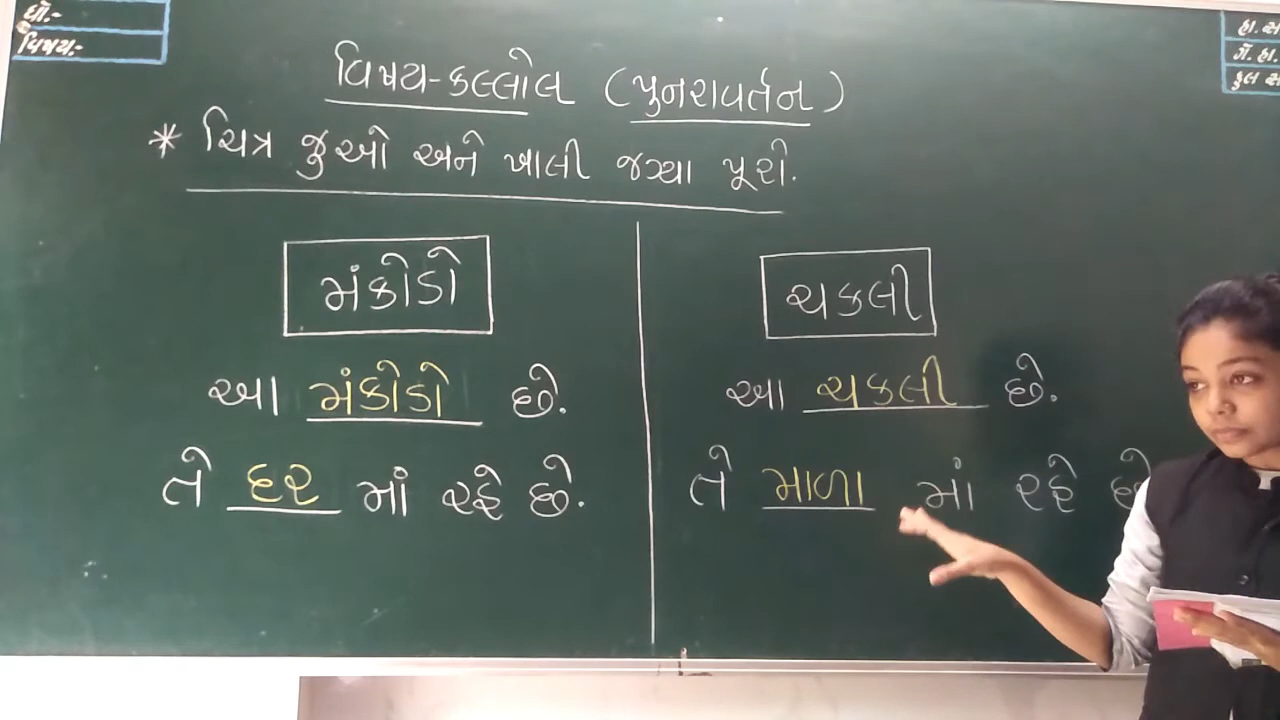 ધો.-
વિષય:-
હા.
ગે. હા.
કુલ
વિષય-કલ્લોલ (પુનરાવર્તન)
* ચિત્ર જુઓ અને ખાલી જગ્યા પૂરો.
મંકોડો
આ મંકોડો છે.
તે દર માં રહે છે.
ચકલી
આ ચકલી છે.
તે માળા માં રહે છે